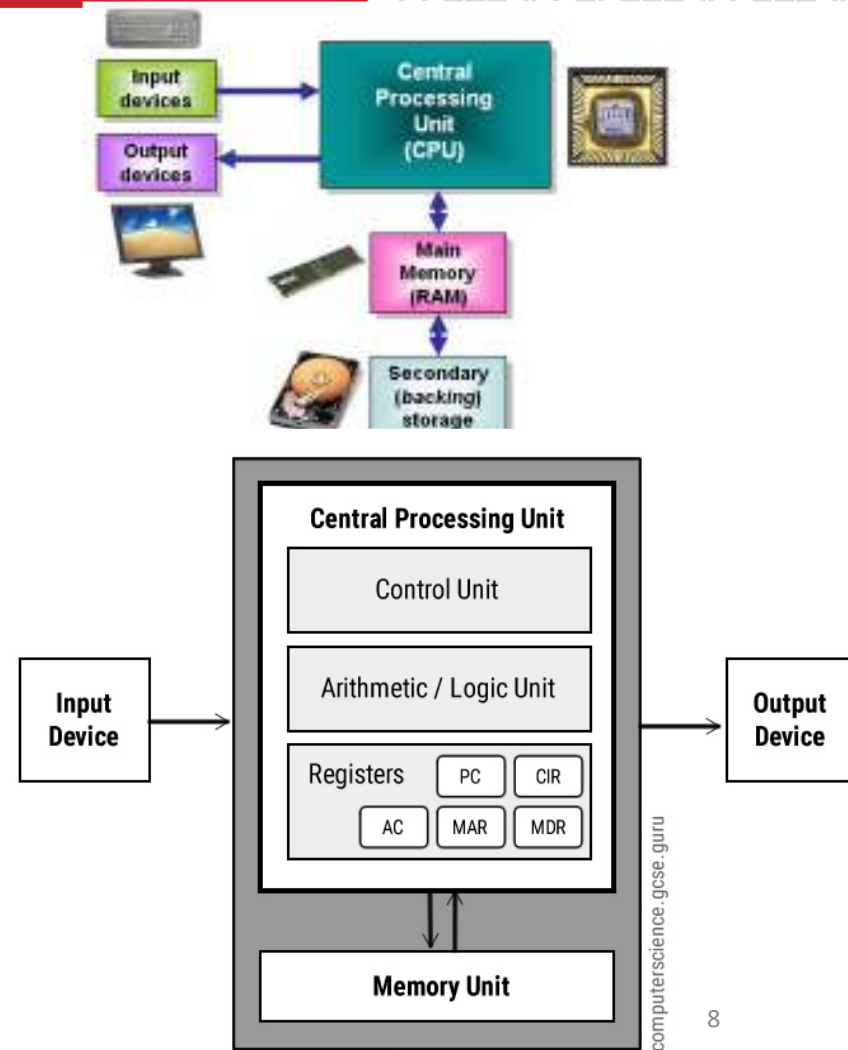 Input
devices
Central
Processing
Unit
(CPU)
Output
devices
Main
Memory
(RAM)
Secondary
(backing)
storage
Central Processing Unit
Control Unit
Arithmetic / Logic Unit
Registers
PC
CIR
AC
MAR
MDR
Input
Device
Output
Device
Memory Unit
computerscience.gcse.guru
8